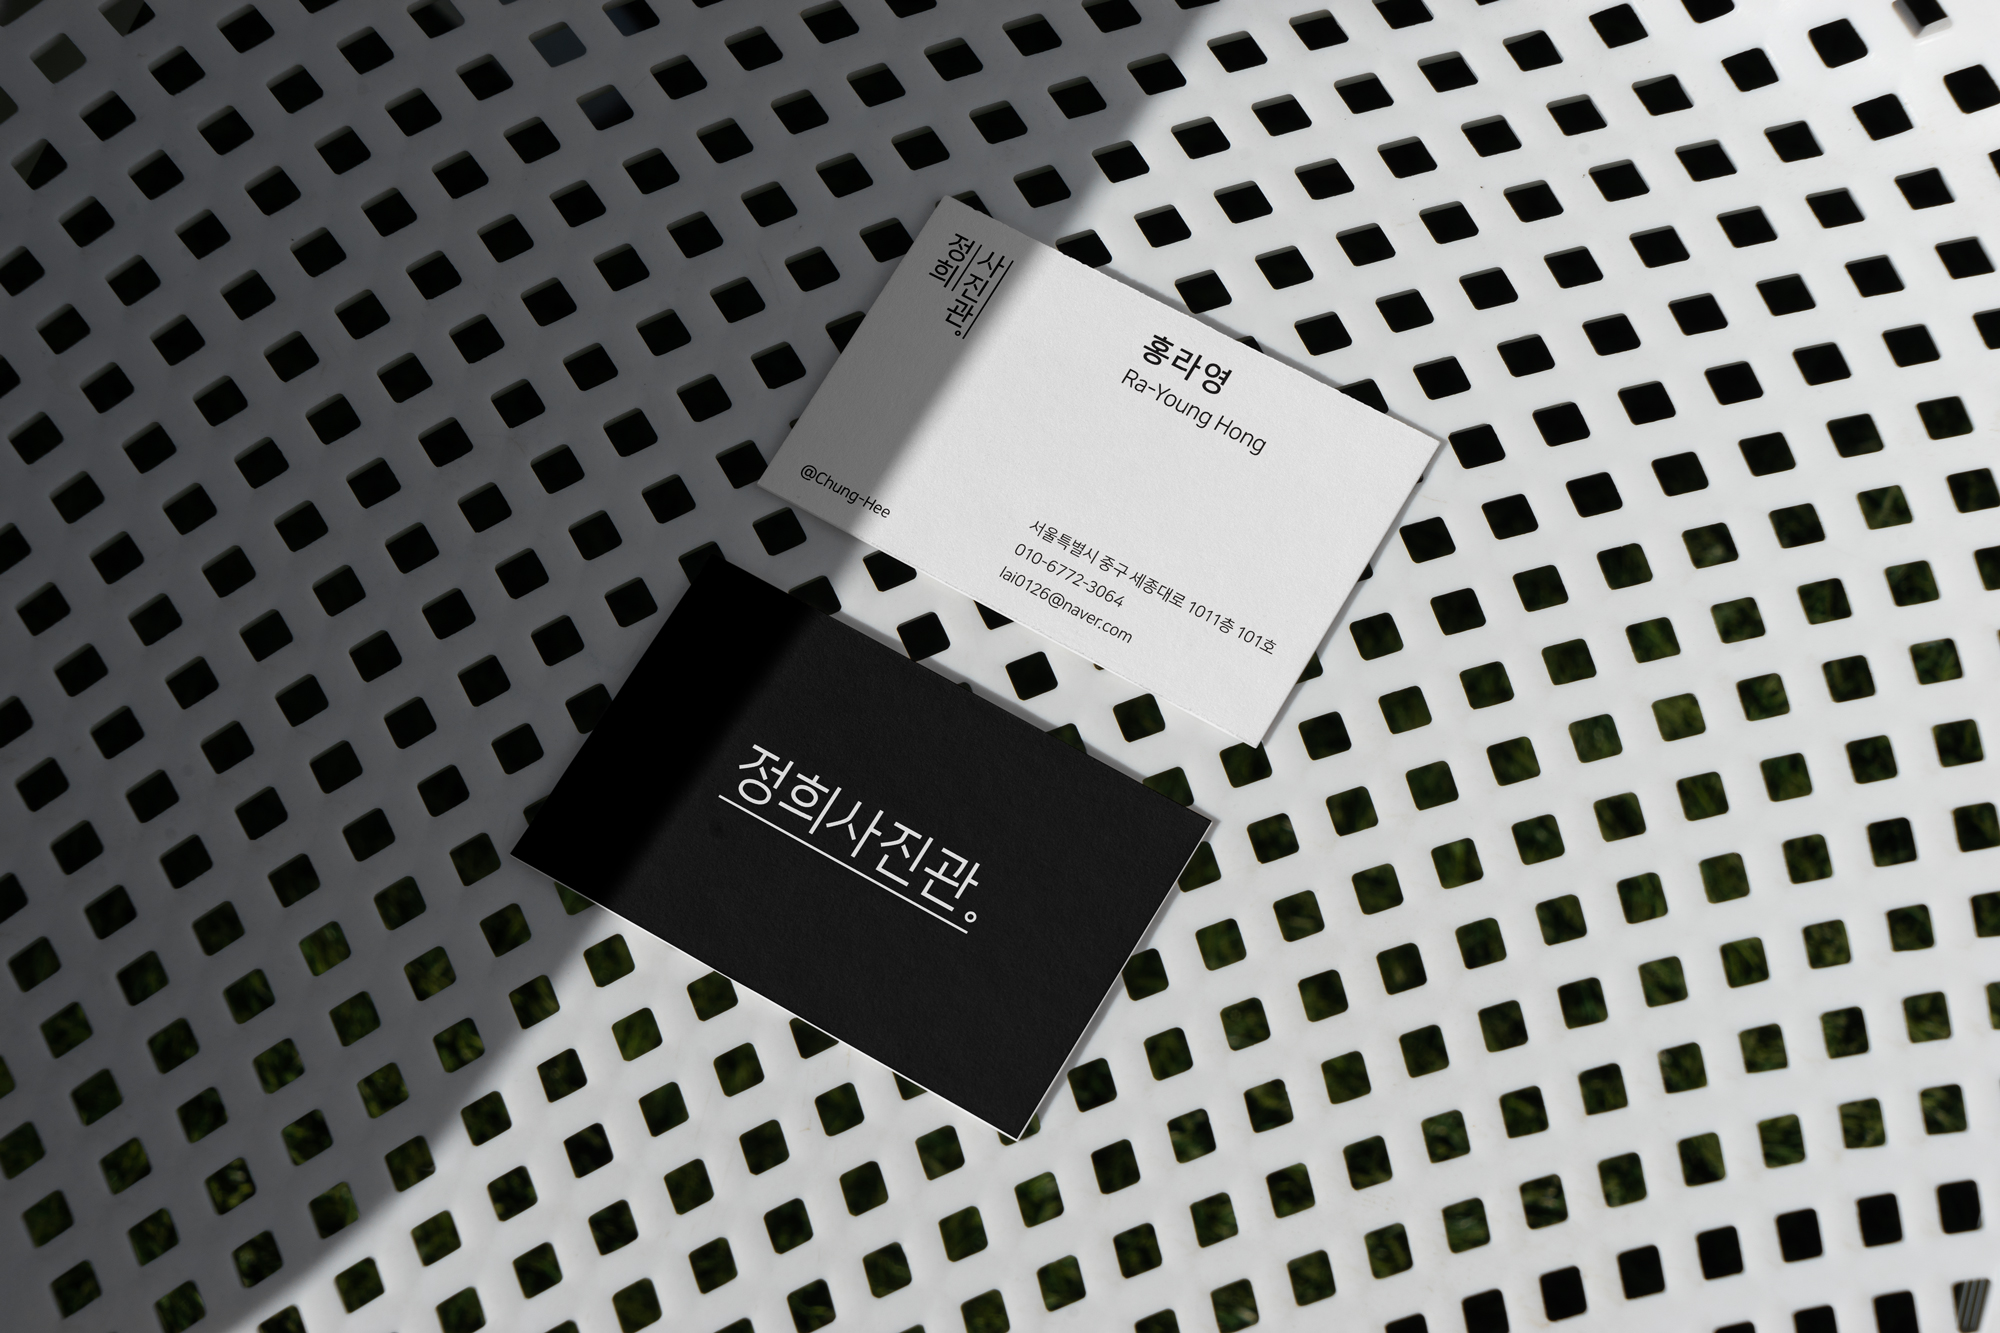 정희
사진관.
홍라영
Ra-Young Hong
@Chung-Hee
서울특별시 중구 세종대로 1011층 101호
010-6772-3064
lai0126@naver.com
정희사진관.